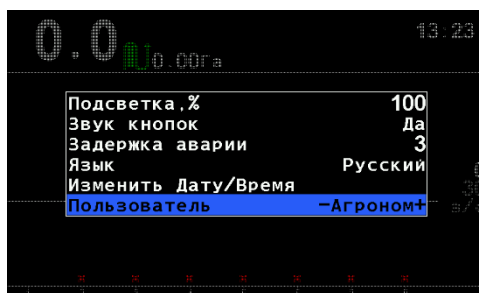 0.0
0.00га
13:23
Подсветка,% 100
Звук кнопок Да
Задержка аварии 3
Язык Русский
Изменить Дату/Время
Пользователь −Агроном+